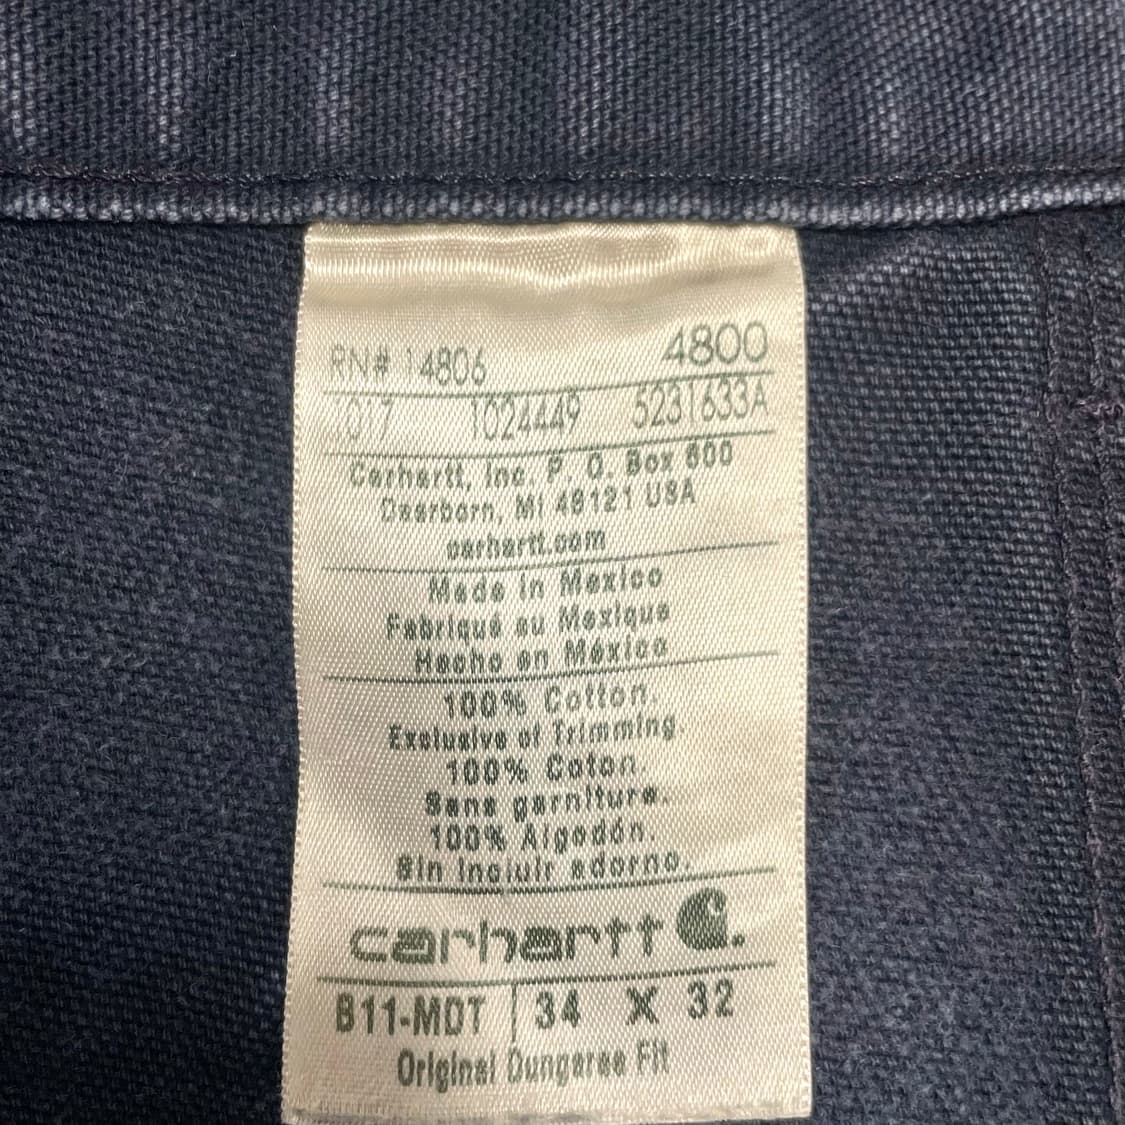 RN# 14806 4800
017 1024449 5231633A
Carhartt, Inc. P. O. Box 600
Dearborn, MI 48121 USA
carhartt.com
Made in Mexico
Fabriqué au Mexique
Hecho en México
100% Cotton.
Exclusive of Trimming.
100% Coton.
Sans garniture.
100% Algodón.
Sin incluir adorno.
carhartt
B11-MDT 34 X 32
Original Dungaree Fit